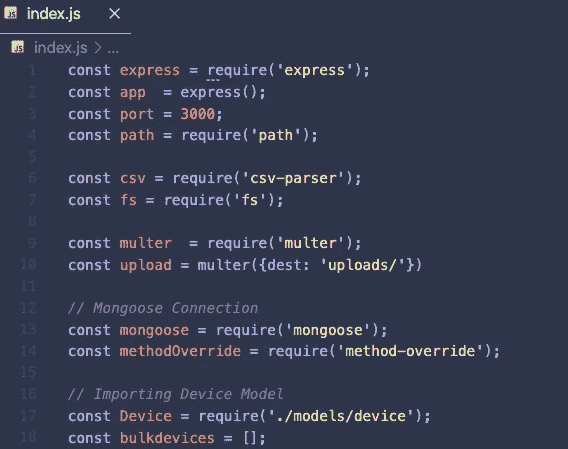 JS index.js ×
JS index.js > ...
1 const express = require('express');
2 const app  = express();
3 const port = 3000;
4 const path = require('path');
5
6 const csv = require('csv-parser');
7 const fs = require('fs');
8
9 const multer  = require('multer');
10 const upload = multer({dest: 'uploads/'})
11
12 // Mongoose Connection
13 const mongoose = require('mongoose');
14 const methodOverride = require('method-override');
15
16 // Importing Device Model
17 const Device = require('./models/device');
18 const bulkdevices = [];